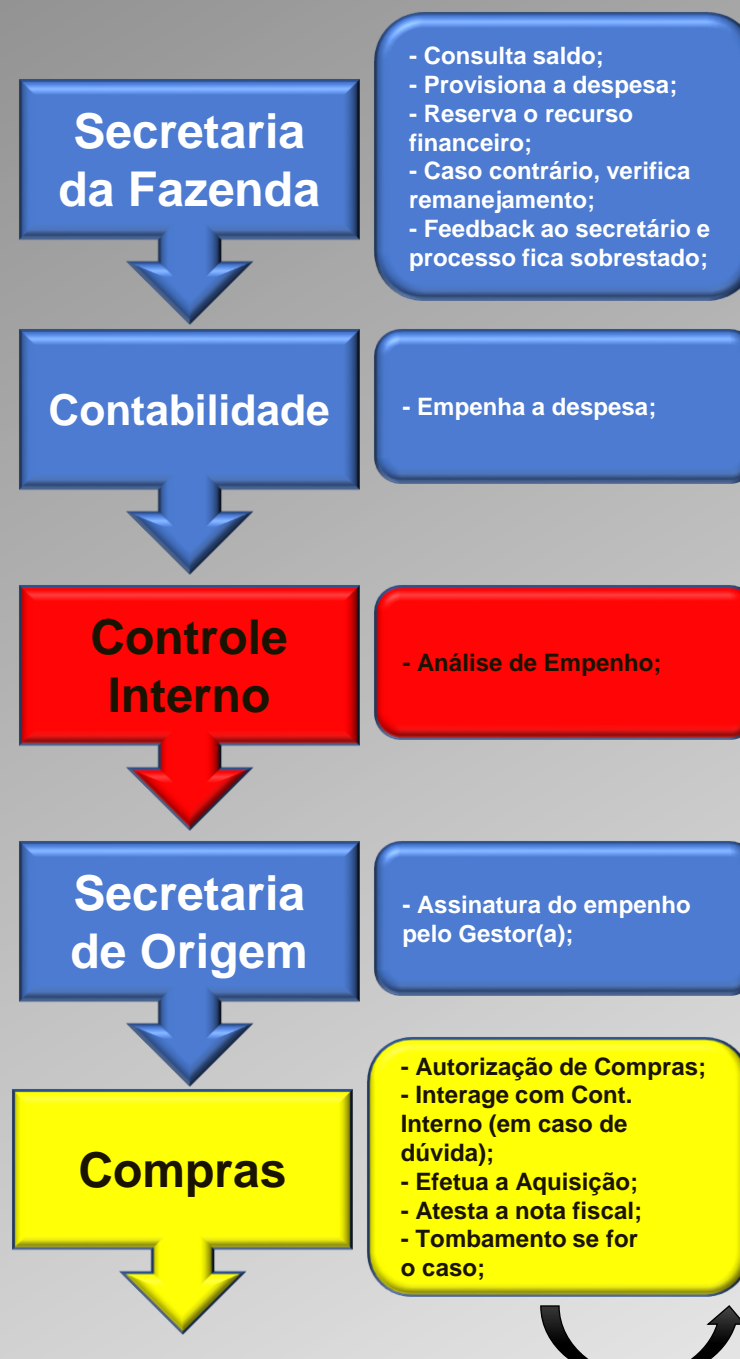 Secretaria
da Fazenda
- Consulta saldo;
- Provisiona a despesa;
- Reserva o recurso
financeiro;
- Caso contrário, verifica
remanejamento;
- Feedback ao secretário e
processo fica sobrestado;
Contabilidade
- Empenha a despesa;
Controle
Interno
- Análise de Empenho;
Secretaria
de Origem
- Assinatura do empenho
pelo Gestor(a);
Compras
- Autorização de Compras;
- Interage com Cont.
Interno (em caso de
dúvida);
- Efetua a Aquisição;
- Atesta a nota fiscal;
- Tombamento se for
o caso;